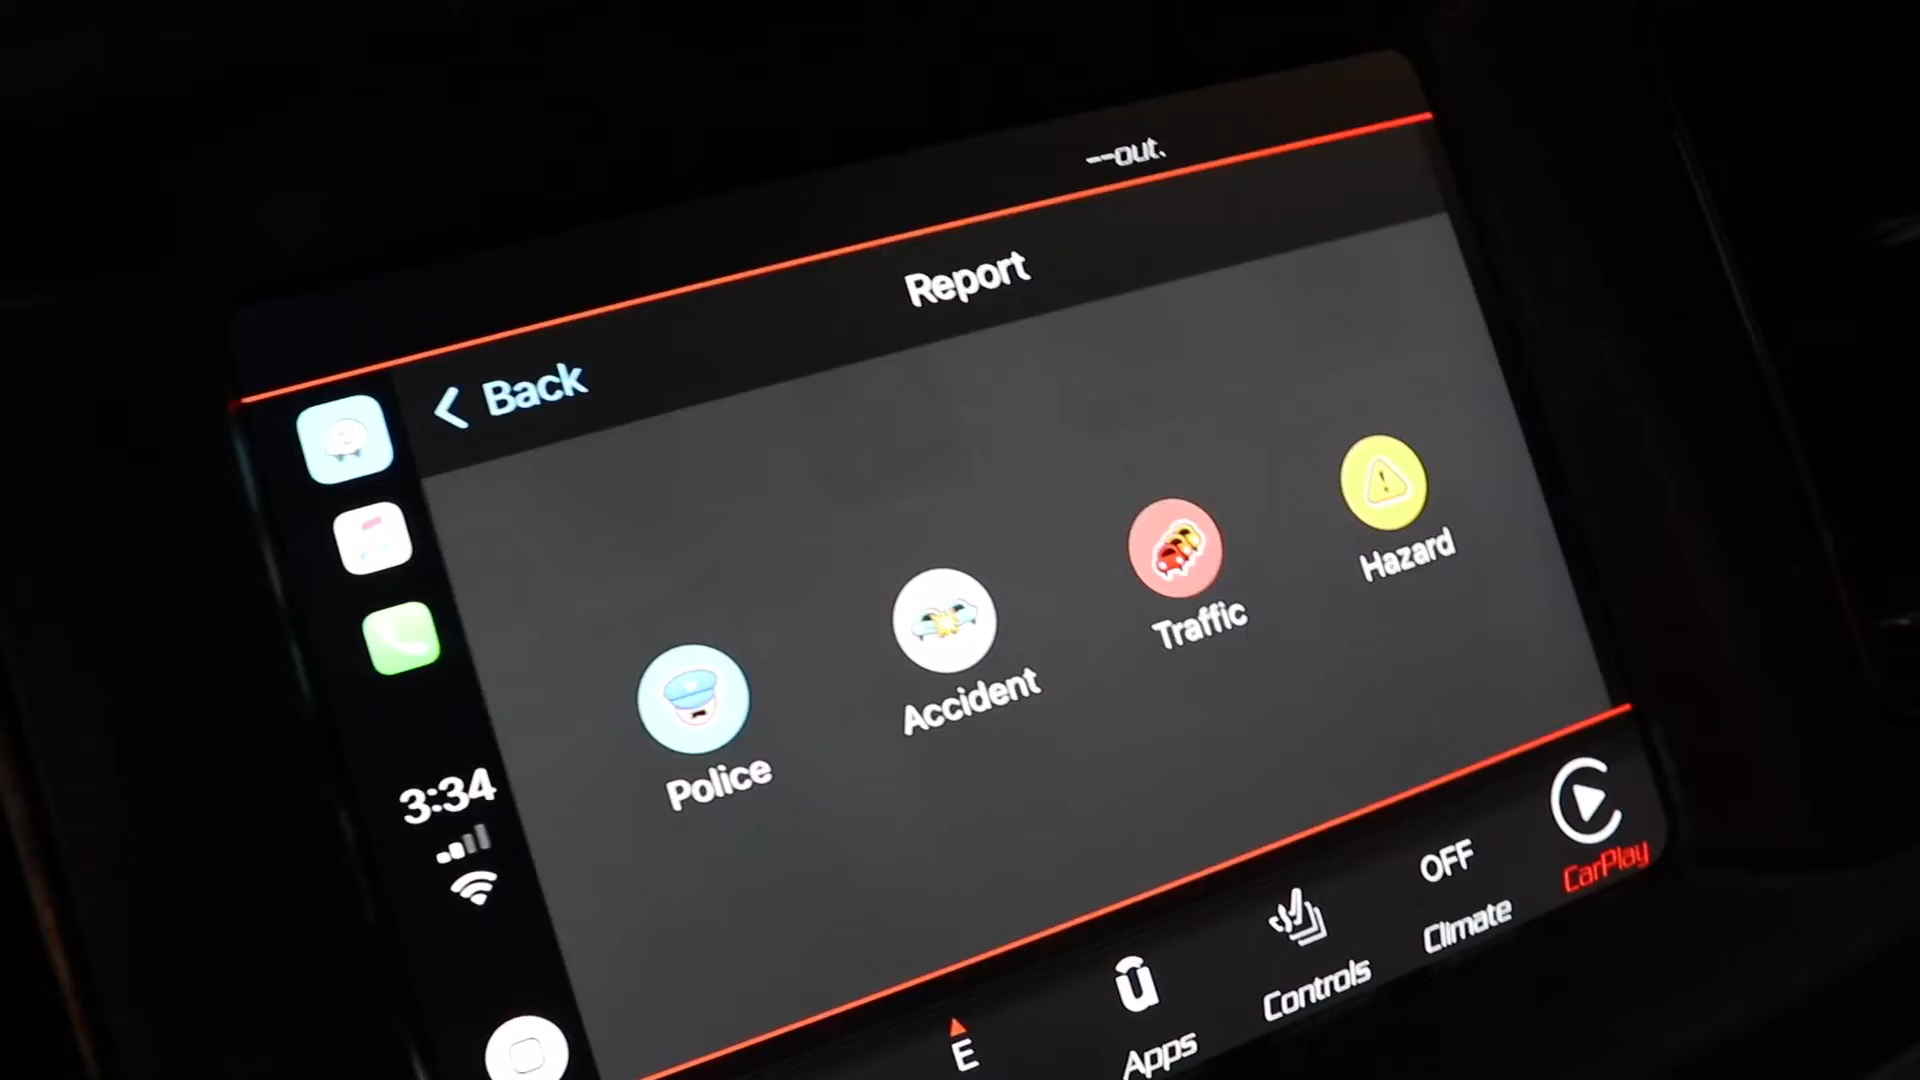 --out.
Report
Back
Police
Accident
Traffic
Hazard
3:34
E
Apps
Controls
OFF
Climate
CarPlay